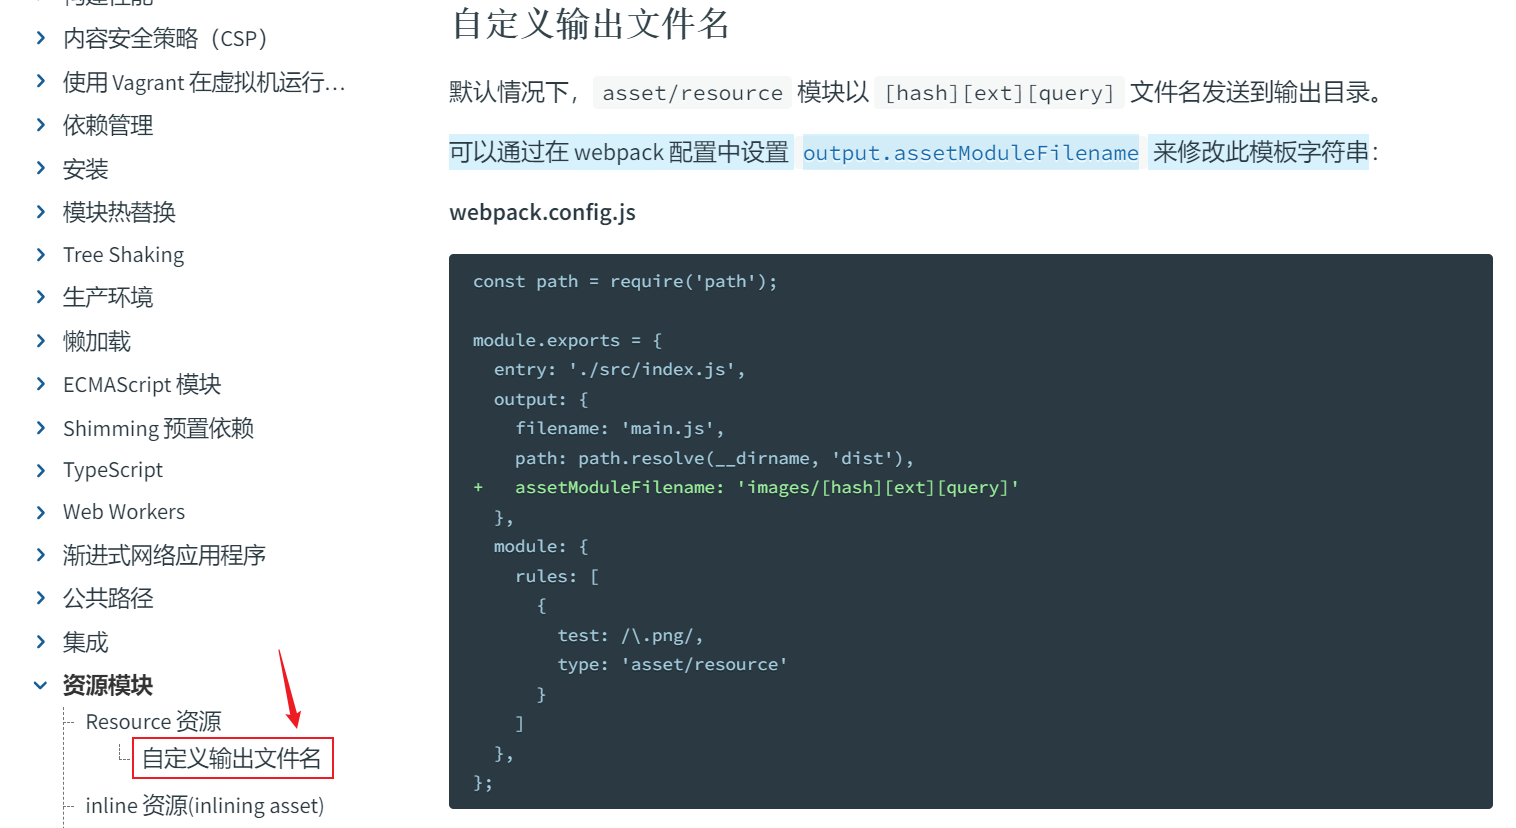 内容安全策略（CSP）
使用 Vagrant 在虚拟机运行…
依赖管理
安装
模块热替换
Tree Shaking
生产环境
懒加载
ECMAScript 模块
Shimming 预置依赖
TypeScript
Web Workers
渐进式网络应用程序
公共路径
集成
资源模块
Resource 资源
自定义输出文件名
inline 资源(inlining asset)
自定义输出文件名
默认情况下， asset/resource 模块以 [hash][ext][query] 文件名发送到输出目录。
可以通过在 webpack 配置中设置 output.assetModuleFilename 来修改此模板字符串：
webpack.config.js
const path = require('path');
module.exports = {
  entry: './src/index.js',
  output: {
    filename: 'main.js',
    path: path.resolve(__dirname, 'dist'),
+   assetModuleFilename: 'images/[hash][ext][query]'
  },
  module: {
    rules: [
      {
        test: /\.png/,
        type: 'asset/resource'
      }
    ]
  },
};